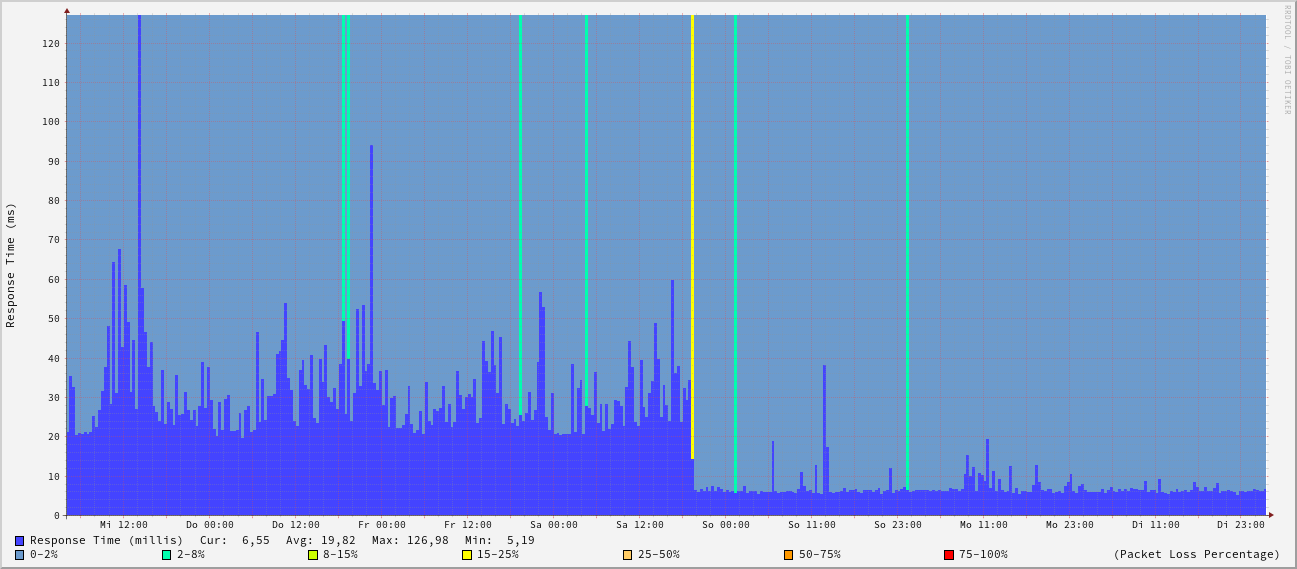 RRDTOOL / TOBI OETIKER
Response Time (ms)
120
110
100
90
80
70
60
50
40
30
20
10
0
Mi 12:00 Do 00:00 Do 12:00 Fr 00:00 Fr 12:00 Sa 00:00 Sa 12:00 So 00:00 So 11:00 So 23:00 Mo 11:00 Mo 23:00 Di 11:00 Di 23:00
Response Time (millis) Cur: 6,55 Avg: 19,82 Max: 126,98 Min: 5,19
0-2% 2-8% 8-15% 15-25% 25-50% 50-75% 75-100% (Packet Loss Percentage)